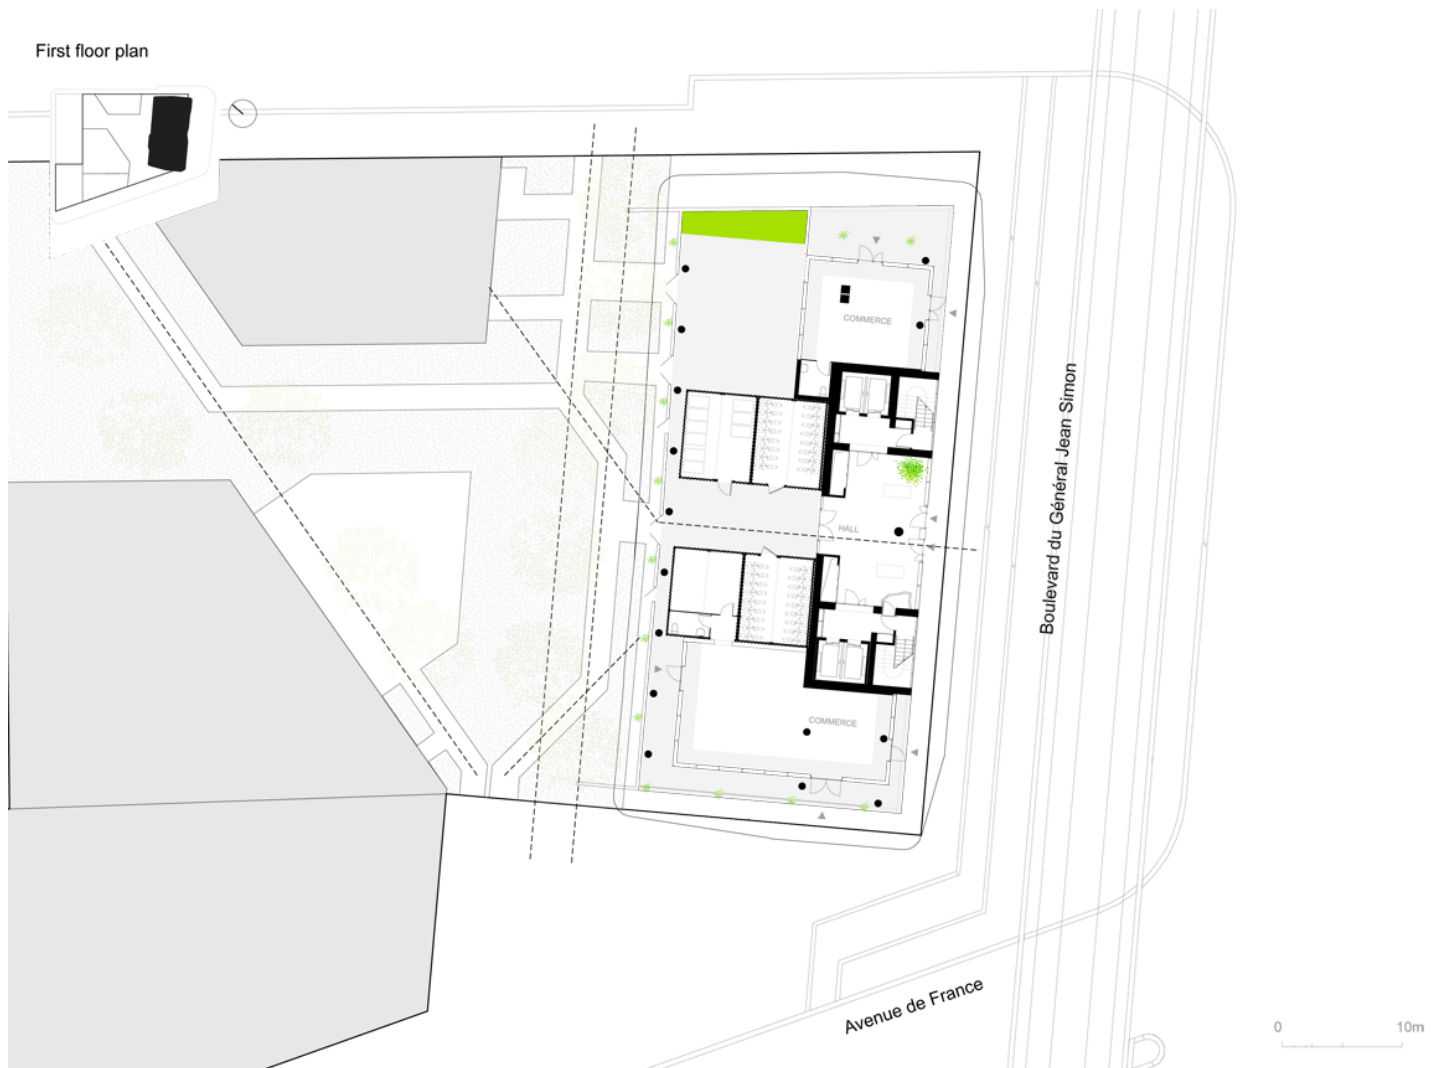 First floor plan
COMMERCE
Boulevard du Général Jean Simon
HALL
COMMERCE
Avenue de France
0 10m